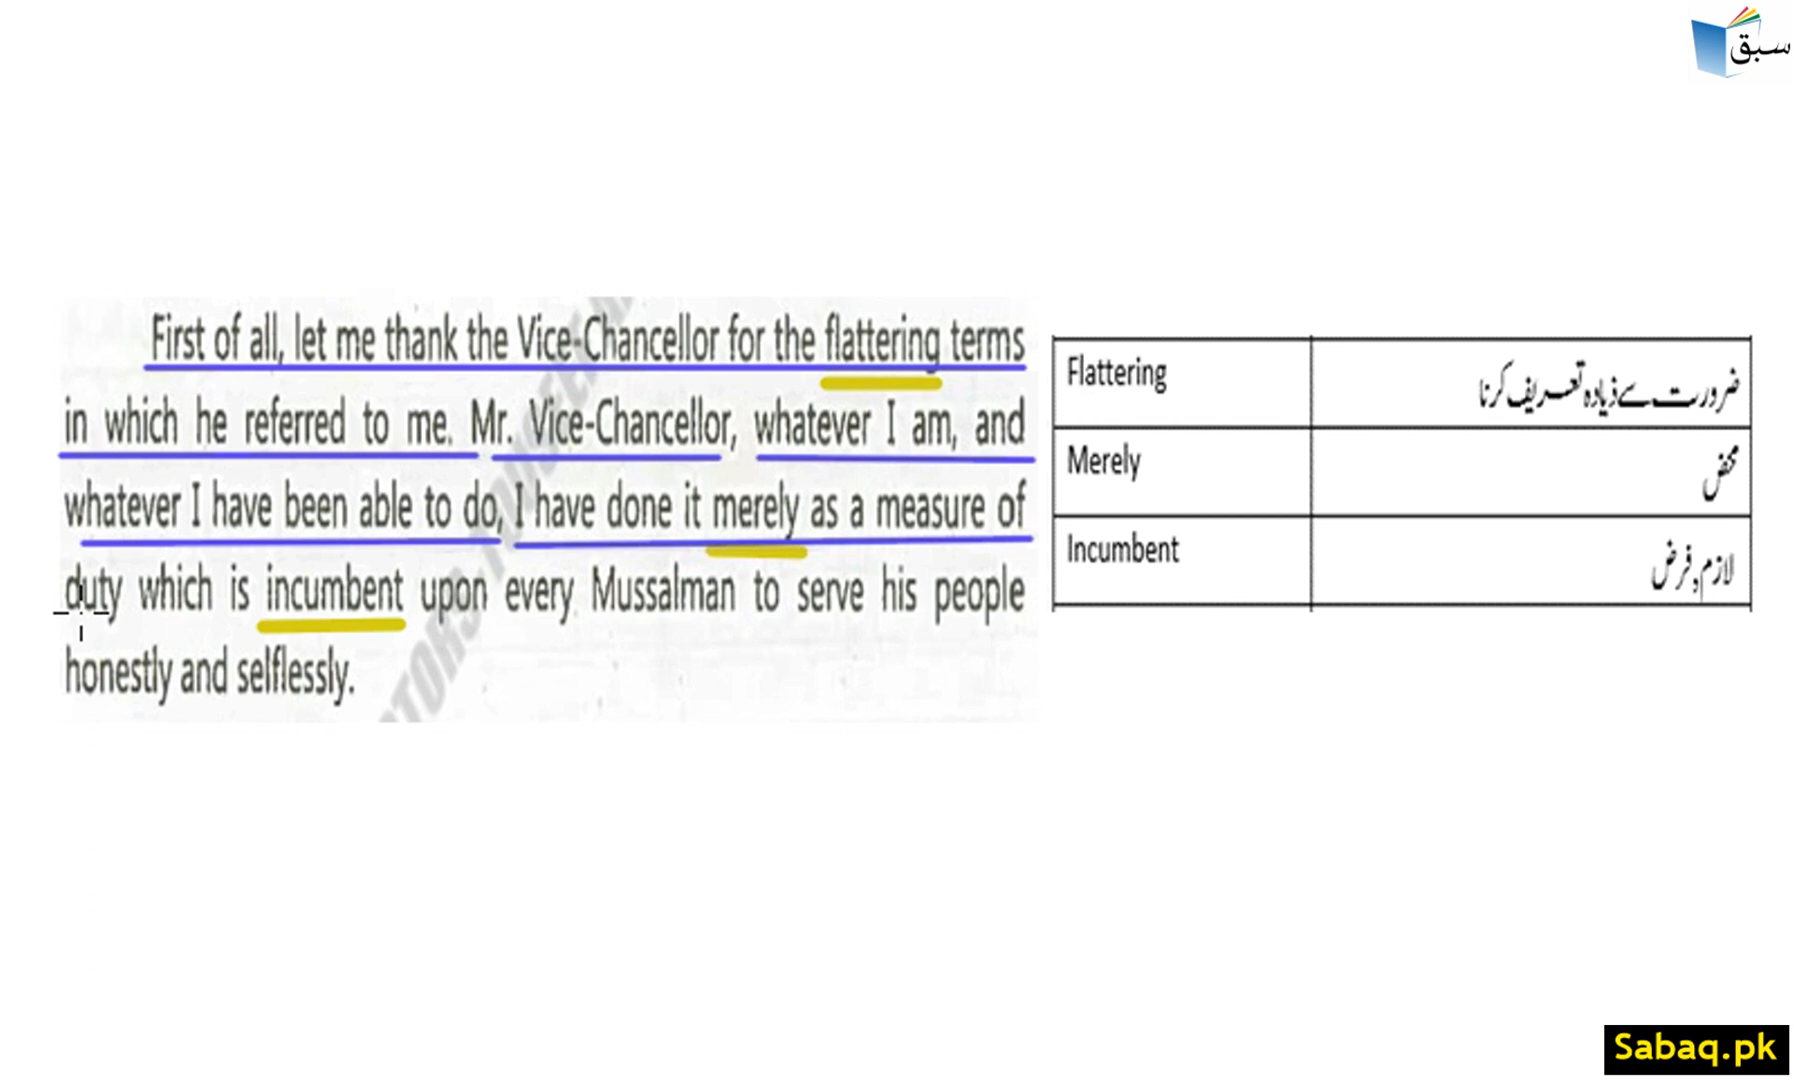 سبق
First of all, let me thank the Vice-Chancellor for the flattering terms
in which he referred to me. Mr. Vice-Chancellor, whatever I am, and
whatever I have been able to do, I have done it merely as a measure of
duty which is incumbent upon every Mussalman to serve his people
honestly and selflessly.
Flattering ضرورت سے ذیادہ تعریف کرنا
Merely محض
Incumbent لازم و فرض
Sabaq.pk